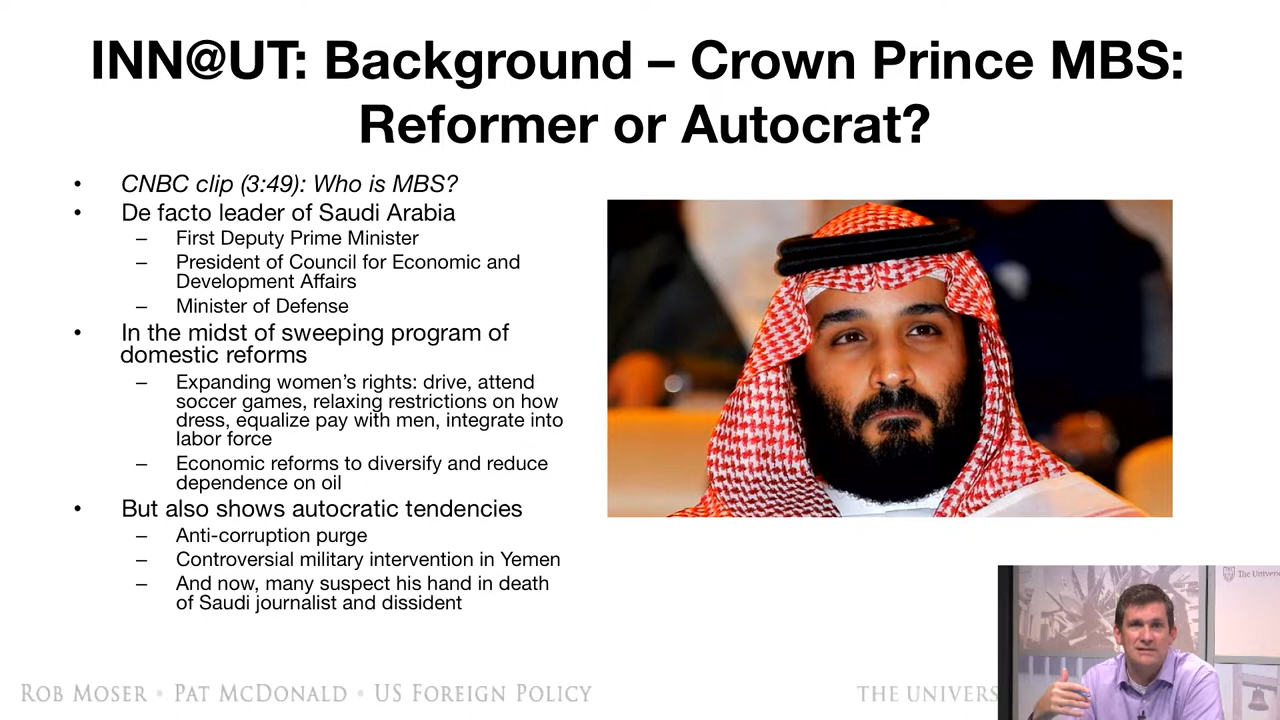 INN@UT: Background – Crown Prince MBS:
Reformer or Autocrat?
• CNBC clip (3:49): Who is MBS?
• De facto leader of Saudi Arabia
– First Deputy Prime Minister
– President of Council for Economic and
Development Affairs
– Minister of Defense
• In the midst of sweeping program of
domestic reforms
– Expanding women's rights: drive, attend
soccer games, relaxing restrictions on how
dress, equalize pay with men, integrate into
labor force
– Economic reforms to diversify and reduce
dependence on oil
• But also shows autocratic tendencies
– Anti-corruption purge
– Controversial military intervention in Yemen
– And now, many suspect his hand in death
of Saudi journalist and dissident
The Universi
ROB MOSER • PAT MCDONALD • US FOREIGN POLICY
THE UNIVERS